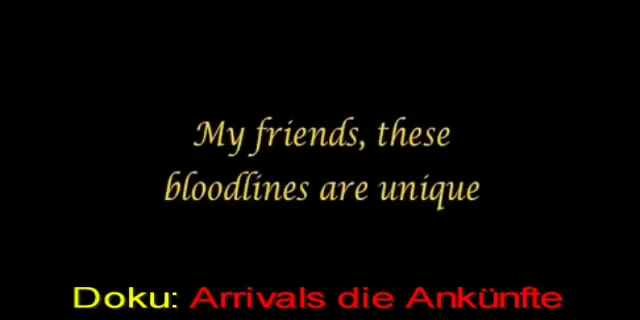 My friends, these
bloodlines are unique
Doku: Arrivals die Ankünfte